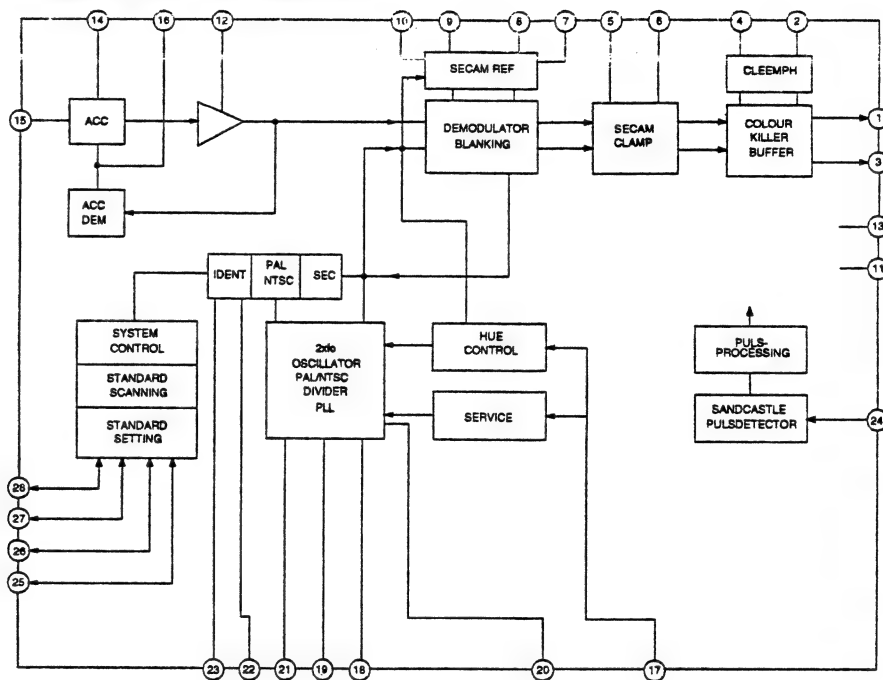 14 16 12 10 9 8 7 5 6 4 2
SECAM REF
CLEEMPH
15
ACC
DEMODULATOR
BLANKING
SECAM
CLAMP
COLOUR
KILLER
BUFFER
1
3
ACC
DEM
13
11
IDENT
PAL
NTSC
SEC
SYSTEM
CONTROL
STANDARD
SCANNING
STANDARD
SETTING
2xfo
OSCILLATOR
PAL/NTSC
DIVIDER
PLL
HUE
CONTROL
SERVICE
PULS-
PROCESSING
SANDCASTLE
PULSDETECTOR
24
28
27
26
25
23 22 21 19 18 20 17